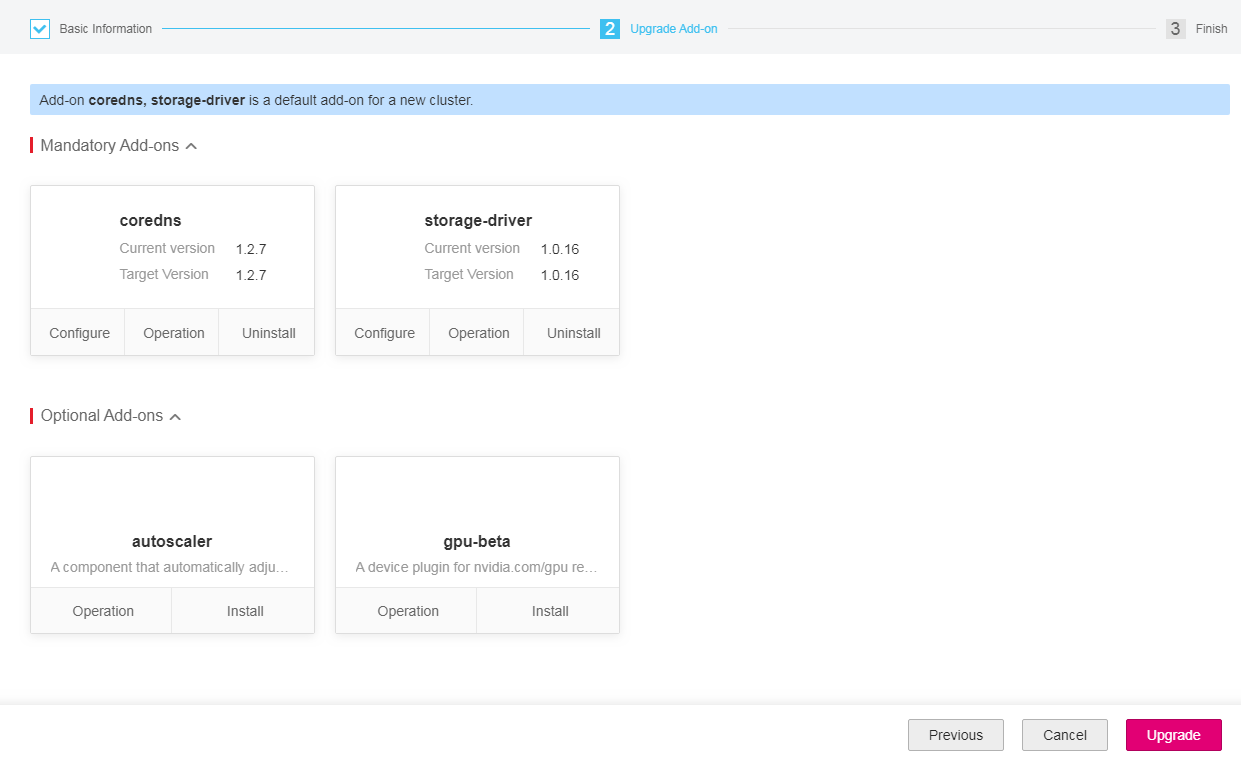 Basic Information
2 Upgrade Add-on
3 Finish
Add-on coredns, storage-driver is a default add-on for a new cluster.
Mandatory Add-ons
coredns
Current version 1.2.7
Target Version 1.2.7
Configure Operation Uninstall
storage-driver
Current version 1.0.16
Target Version 1.0.16
Configure Operation Uninstall
Optional Add-ons
autoscaler
A component that automatically adju...
Operation Install
gpu-beta
A device plugin for nvidia.com/gpu re...
Operation Install
Previous Cancel Upgrade